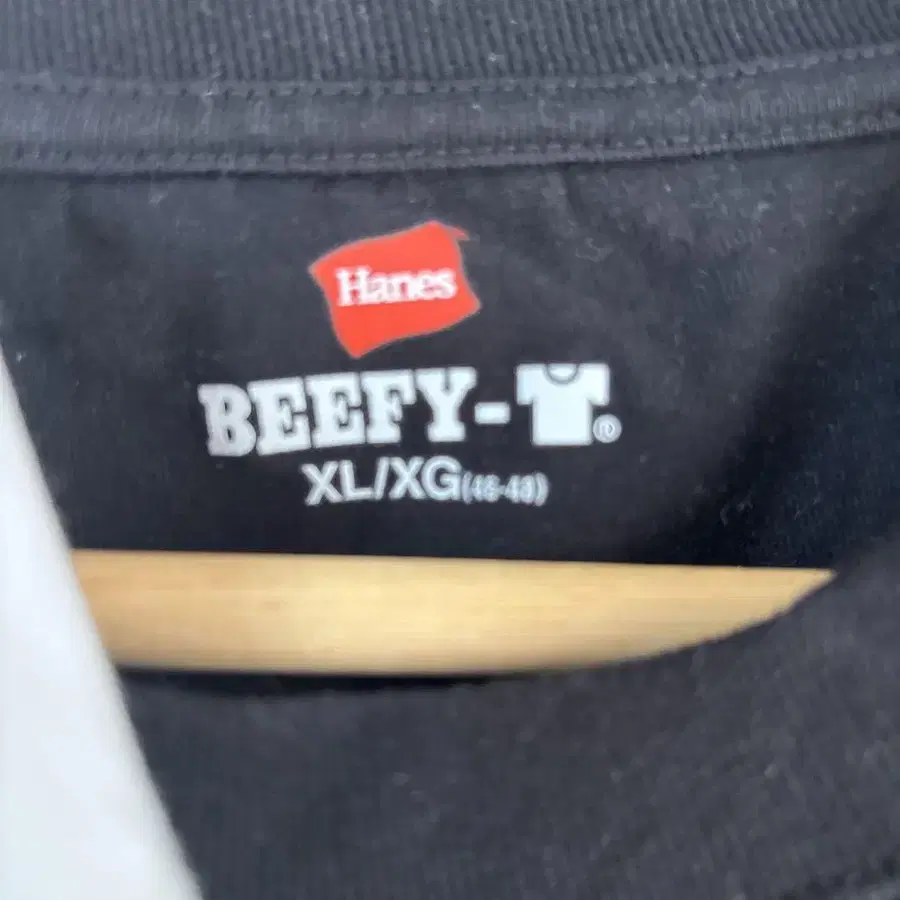 Hanes
BEEFY-
XL/XG(46-48)